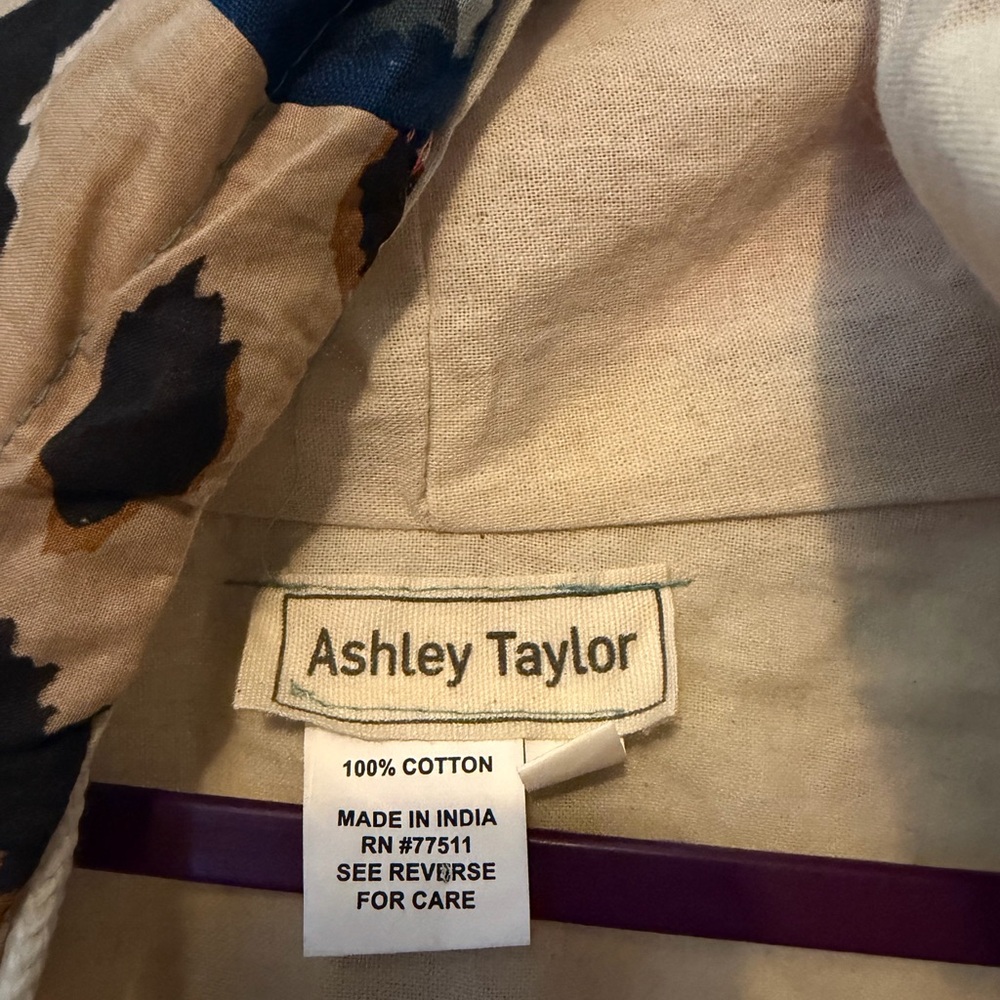 Ashley Taylor
100% COTTON
MADE IN INDIA
RN #77511
SEE REVERSE
FOR CARE